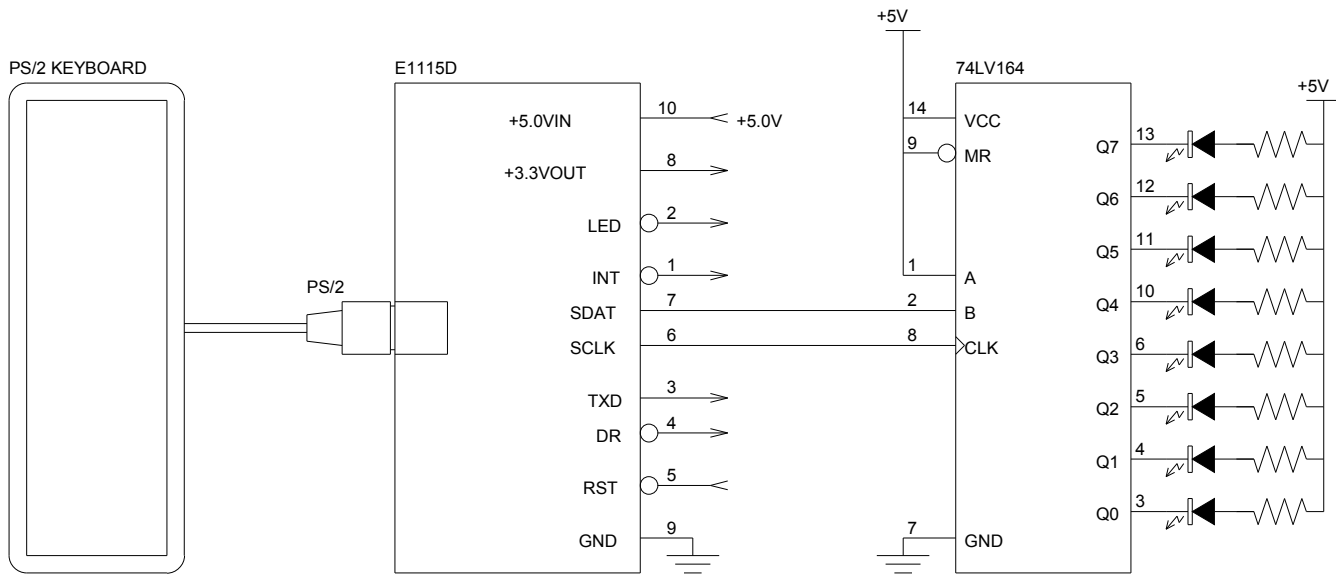 +5V
PS/2 KEYBOARD
E1115D
74LV164
+5V
+5.0VIN
10
+5.0V
+3.3VOUT
8
LED
2
INT
1
PS/2
SDAT
7
SCLK
6
TXD
3
DR
4
RST
5
GND
9
14
VCC
9
MR
1
A
2
B
8
CLK
7
GND
Q7
13
Q6
12
Q5
11
Q4
10
Q3
6
Q2
5
Q1
4
Q0
3